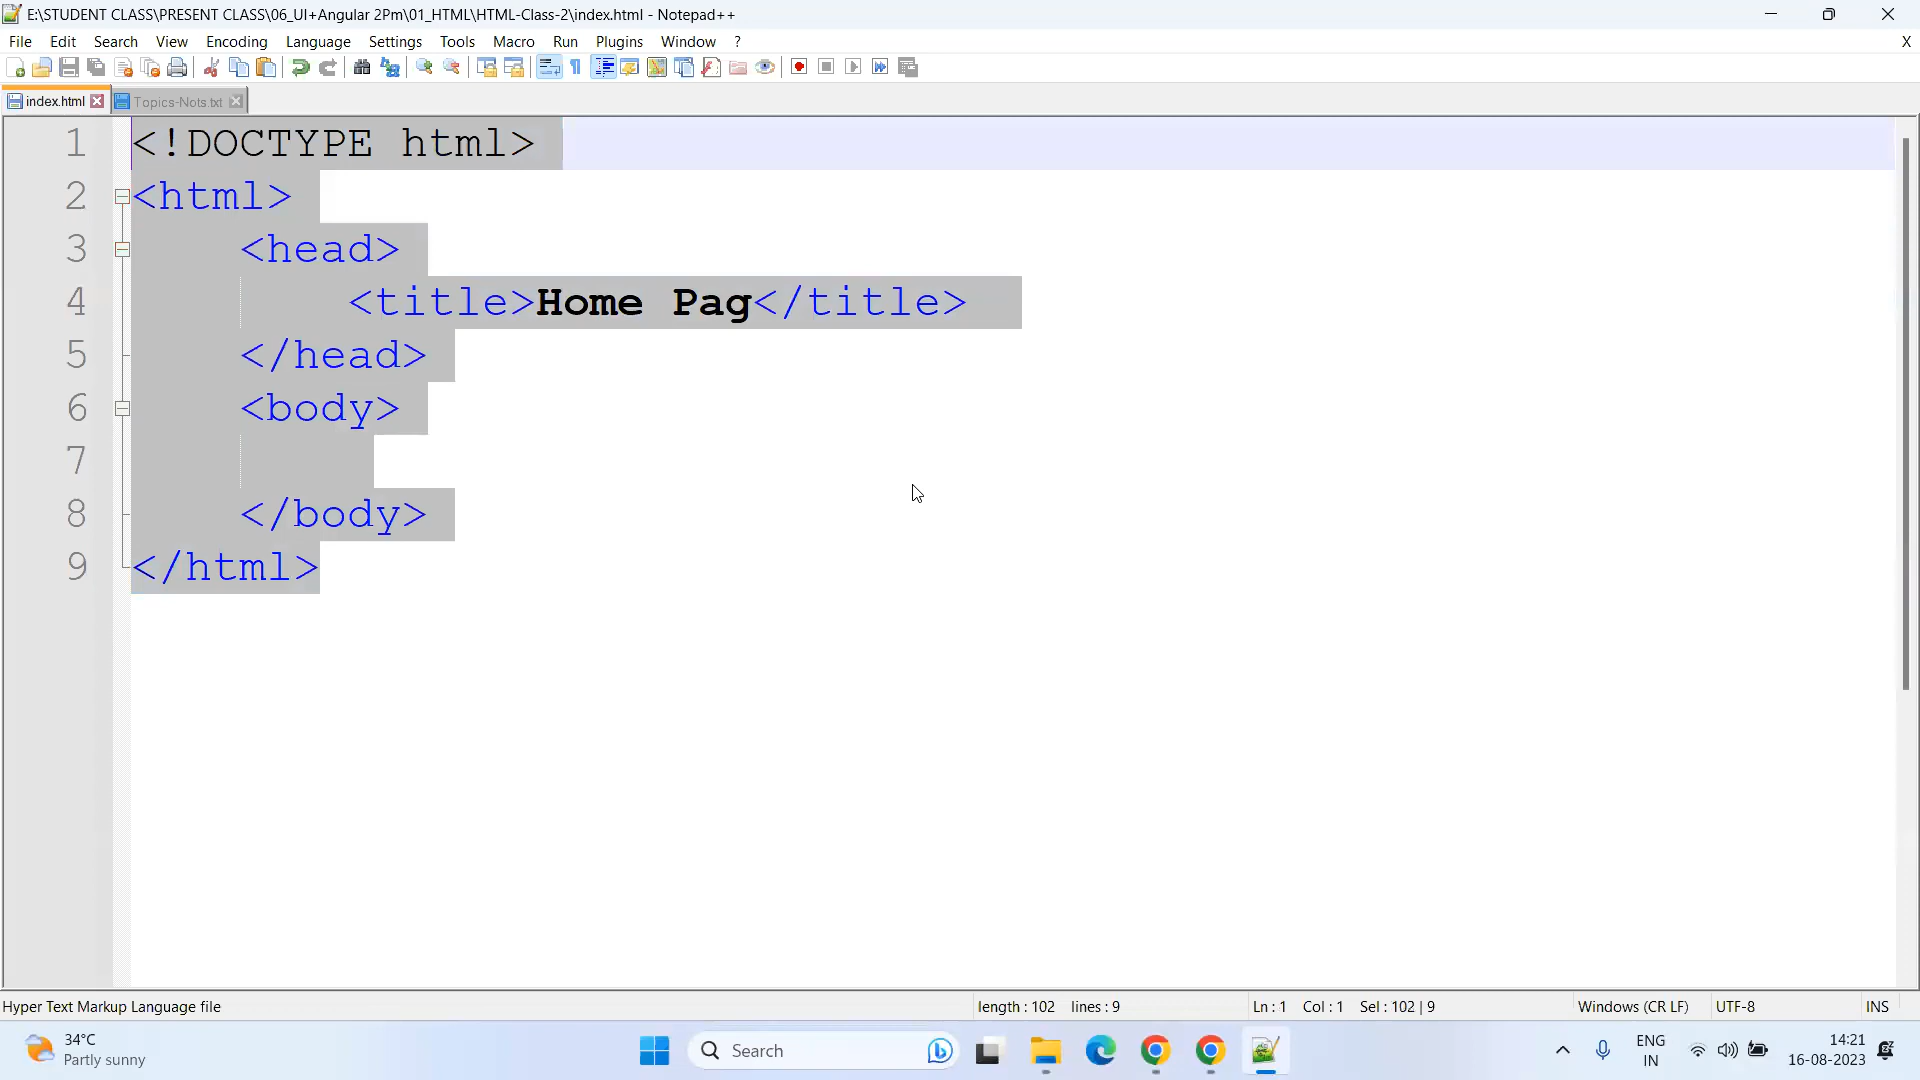 E:\STUDENT CLASS\PRESENT CLASS\06_UI+Angular 2Pm\01_HTML\HTML-Class-2\index.html - Notepad++
File Edit Search View Encoding Language Settings Tools Macro Run Plugins Window ? X
index.html Topics-Nots.txt
1 <!DOCTYPE html>
2 <html>
3 <head>
4 <title>Home Pag</title>
5 </head>
6 <body>
7
8 </body>
9 </html>
Hyper Text Markup Language file length : 102 lines : 9 Ln : 1 Col : 1 Sel : 102 | 9 Windows (CR LF) UTF-8 INS
34°C
Partly sunny
Search
ENG
IN
14:21
16-08-2023